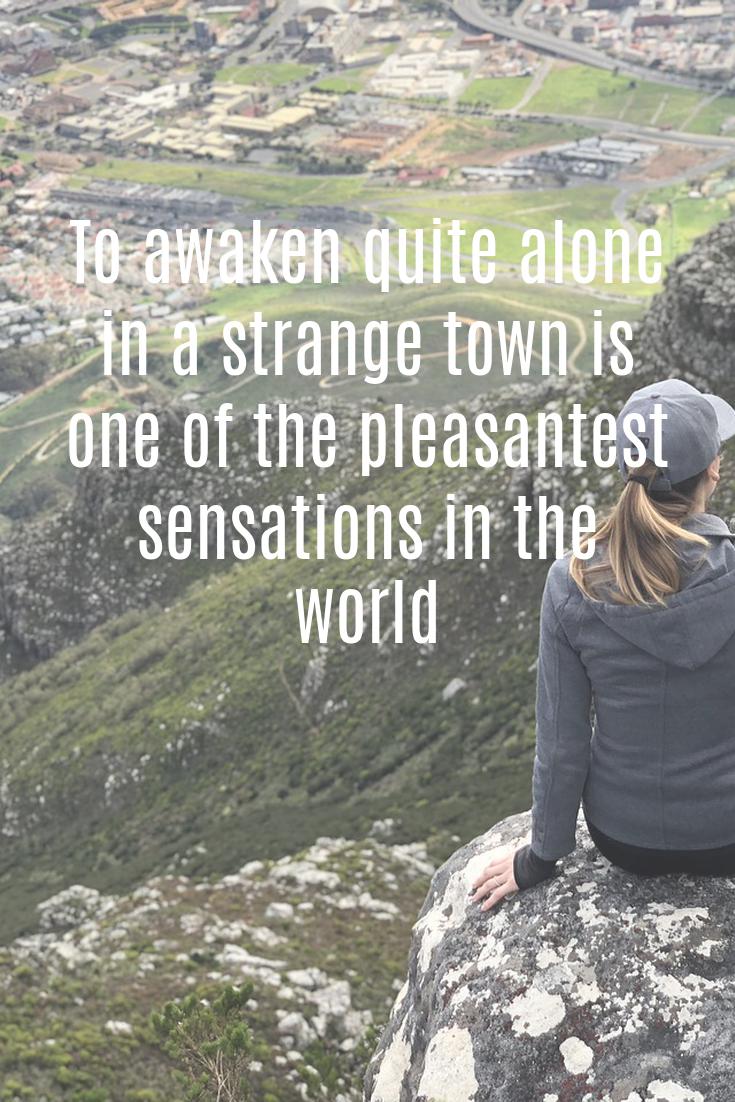 To awaken quite alone
in a strange town is
one of the pleasantest
sensations in the
world